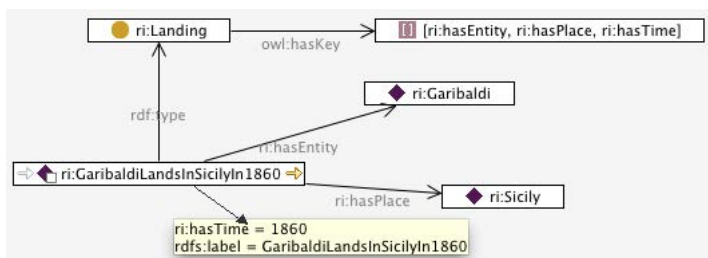 ri:Landing
owl:hasKey
[ri:hasEntity, ri:hasPlace, ri:hasTime]
ri:Garibaldi
rdf:type
ri:hasEntity
ri:GaribaldiLandsInSicilyIn1860
ri:hasPlace
ri:Sicily
ri:hasTime = 1860
rdfs:label = GaribaldiLandsInSicilyIn1860